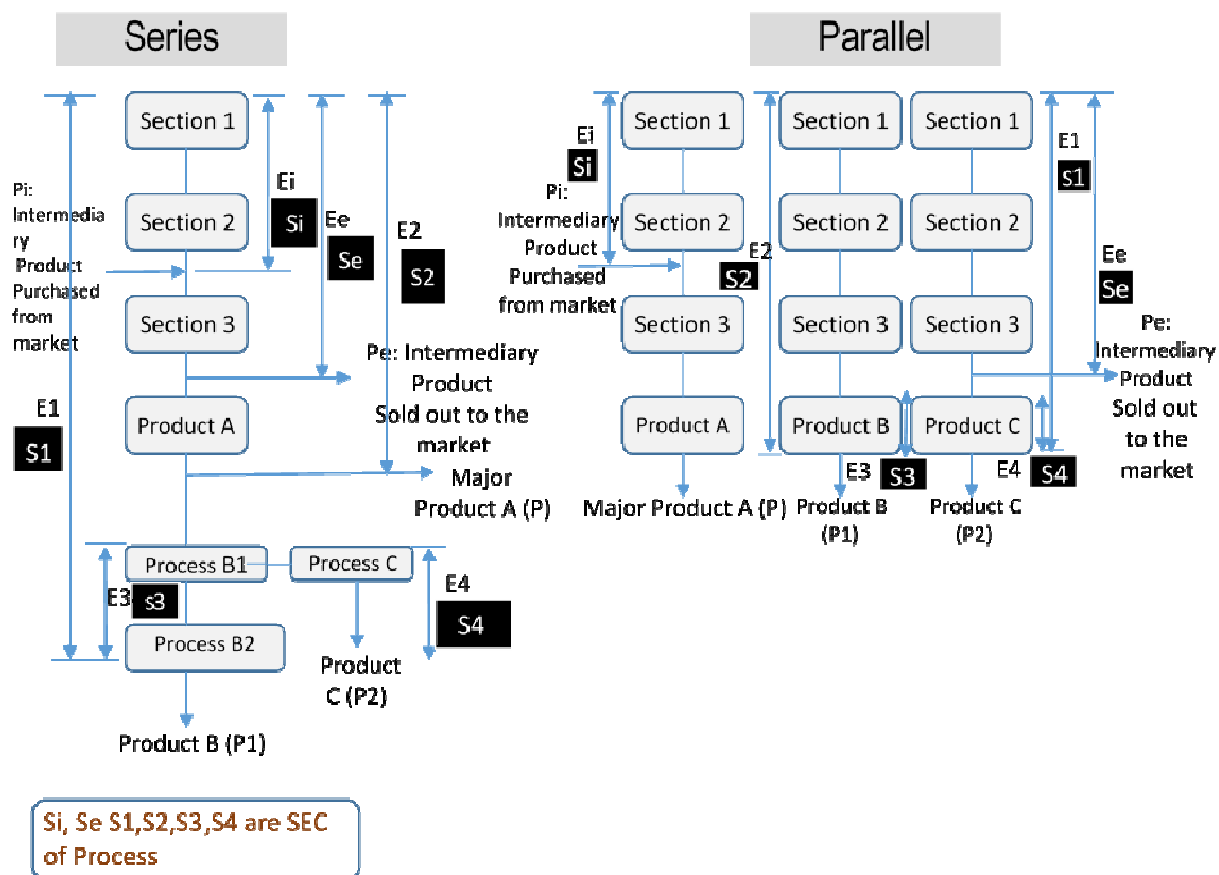 Series
Section 1
Section 2
Section 3
Product A
Pi:
Intermedia
ry
Product
Purchased
from
market
Ei
Si
Ee
Se
E2
S2
E1
S1
Pe: Intermediary
Product
Sold out to the
market
Major
Product A (P)
Process B1
Process C
E3
s3
E4
S4
Process B2
Product
C (P2)
Product B (P1)
Si, Se S1,S2,S3,S4 are SEC
of Process
Parallel
Section 1
Section 1
Section 1
Ei
Si
Pi:
Intermediary
Product
Purchased
from market
Section 2
Section 2
Section 2
E2
S2
E1
s1
Ee
Se
Section 3
Section 3
Section 3
Pe:
Intermediary
Product
Sold out
to the
market
Product A
Product B
Product C
E3
S3
E4
S4
Major Product A (P)
Product B
(P1)
Product C
(P2)